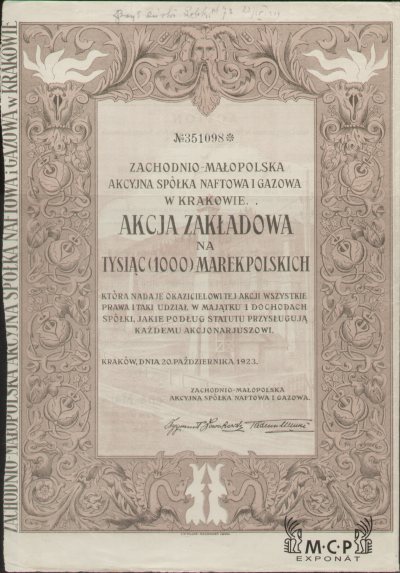 №351098
ZACHODNIO-MAŁOPOLSKA
AKCYJNA SPÓŁKA NAFTOWA I GAZOWA
W KRAKOWIE..
AKCJA ZAKŁADOWA
NA
TYSIĄC (1000) MAREK POLSKICH
KTÓRA NADAJE OKAZICIELOWI TEJ AKCJI WSZYSTKIE
PRAWA I TAKI UDZIAŁ W MAJĄTKU I DOCHODACH
SPÓŁKI, JAKIE PODŁUG STATUTU PRZYSŁUGUJĄ
KAŻDEMU AKCJONARJUSZOWI.
KRAKÓW, DNIA 20. PAŹDZIERNIKA 1923.
ZACHODNIO-MAŁOPOLSKA
AKCYJNA SPÓŁKA NAFTOWA I GAZOWA.
ZACHODNIO-MAŁOPOLSKA AKCYJNA SPÓŁKA NAFTOWA I GAZOWA W KRAKOWIE
M·C·P
EXPONÁT